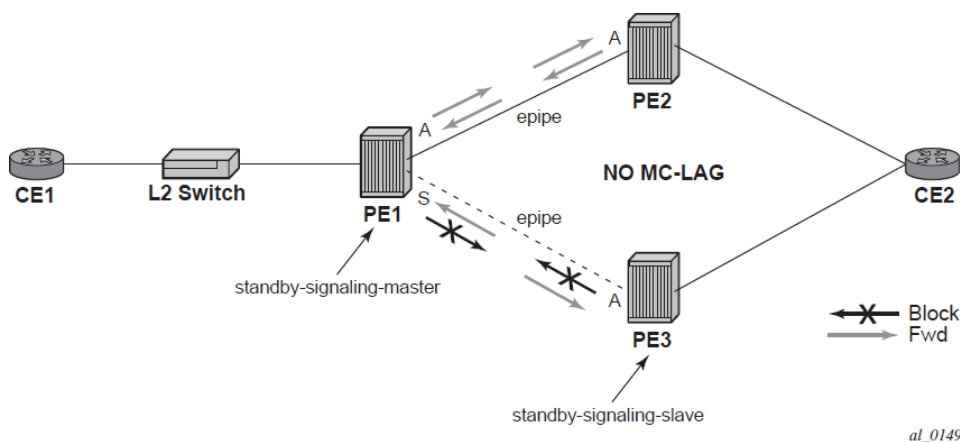 A
PE2
A
epipe
NO MC-LAG
CE1
L2 Switch
PE1
CE2
S
epipe
standby-signaling-master
A
Block
Fwd
PE3
standby-signaling-slave
al_0149